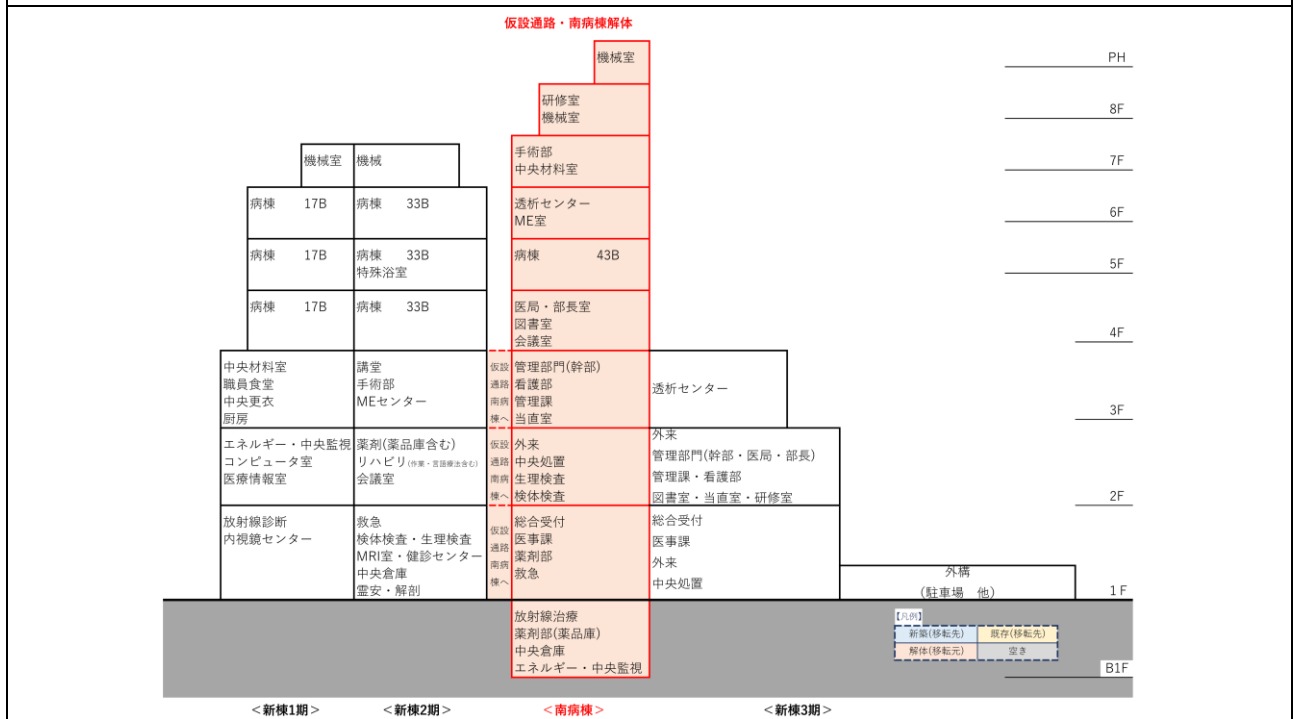 仮設通路・南病棟解体
機械室
PH
研修室
機械室
8F
機械室
機械
手術部
中央材料室
7F
病棟 17B
病棟 33B
透析センター
ME室
6F
病棟 17B
病棟 33B
特殊浴室
病棟 43B
5F
病棟 17B
病棟 33B
医局・部長室
図書室
会議室
4F
中央材料室
職員食堂
中央更衣
厨房
講堂
手術部
MEセンター
仮設
通路
南病
棟へ
管理部門(幹部)
看護部
管理課
当直室
透析センター
3F
エネルギー・中央監視
コンピュータ室
医療情報室
薬剤(薬品庫含む)
リハビリ(作業・言語療法含む)
会議室
仮設
通路
南病
棟へ
外来
中央処置
生理検査
検体検査
外来
管理部門(幹部・医局・部長)
管理課・看護部
図書室・当直室・研修室
2F
放射線診断
内視鏡センター
救急
検体検査・生理検査
MRI室・健診センター
中央倉庫
霊安・解剖
仮設
通路
南病
棟へ
総合受付
医事課
薬剤部
救急
総合受付
医事課
外来
中央処置
外構
(駐車場 他)
1F
放射線治療
薬剤部(薬品庫)
中央倉庫
エネルギー・中央監視
【凡例】
新築(移転先)
既存(移転先)
解体(移転元)
空き
B1F
<新棟1期>
<新棟2期>
<南病棟>
<新棟3期>